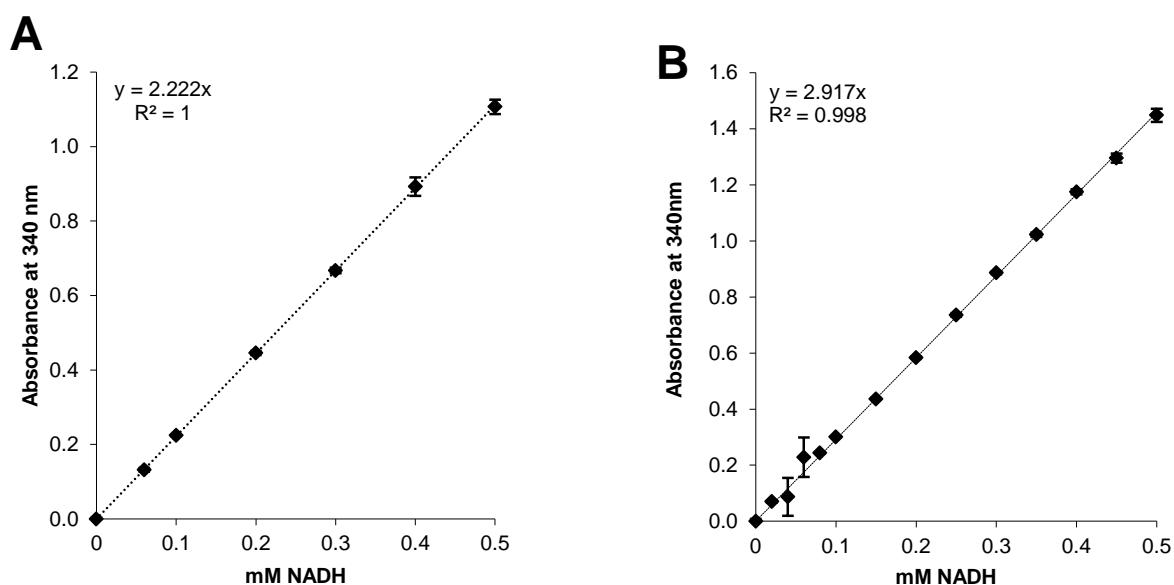 A
y = 2.222x
R² = 1
1.2
1.0
0.8
0.6
0.4
0.2
0.0
Absorbance at 340 nm
0 0.1 0.2 0.3 0.4 0.5
mM NADH
B
y = 2.917x
R² = 0.998
1.6
1.4
1.2
1.0
0.8
0.6
0.4
0.2
0.0
Absorbance at 340nm
0 0.1 0.2 0.3 0.4 0.5
mM NADH